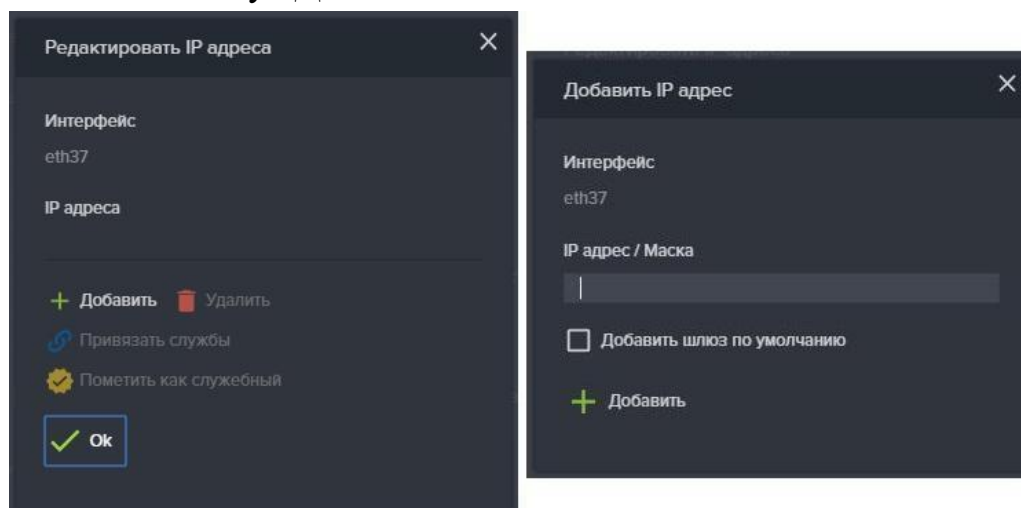 Редактировать IP адреса
Интерфейс
eth37
IP адреса
Добавить Удалить
Привязать службы
Пометить как служебный
Ok
Добавить IP адрес
Интерфейс
eth37
IP адрес / Маска
Добавить шлюз по умолчанию
Добавить